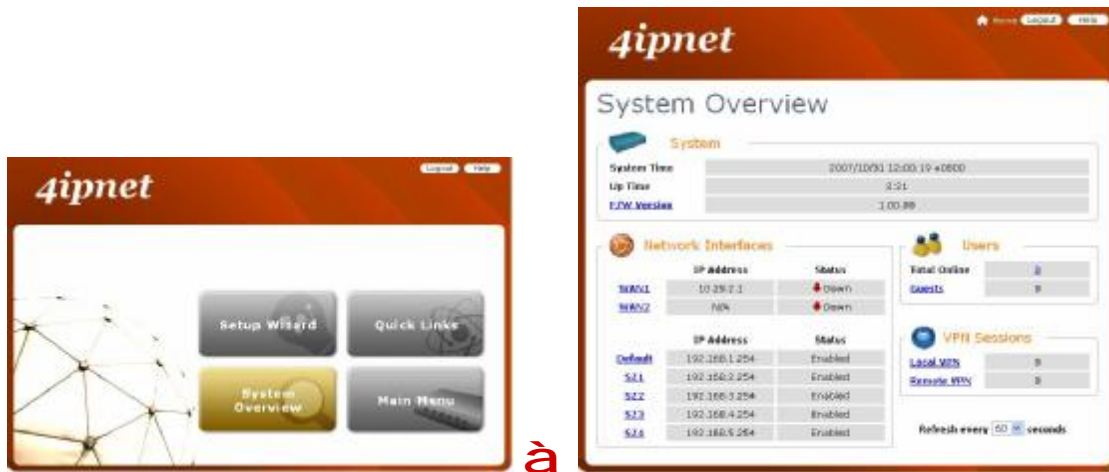 4ipnet
Logout Help
Setup Wizard Quick Links
System Overview Main Menu
à
4ipnet
Home Logout Help
System Overview
System
System Time 2007/10/31 12:00:19 +0800
Up Time 2:21
F/W Version 1.00.00
Network Interfaces
IP Address Status
WAN1 10.29.2.1 Down
WAN2 N/A Down
IP Address Status
Default 192.168.1.254 Enabled
SZ1 192.168.2.254 Enabled
SZ2 192.168.3.254 Enabled
SZ3 192.168.4.254 Enabled
SZ4 192.168.5.254 Enabled
Users
Total Online
Guests
VPN Sessions
Local VPN
Remote VPN
Refresh every 60 seconds